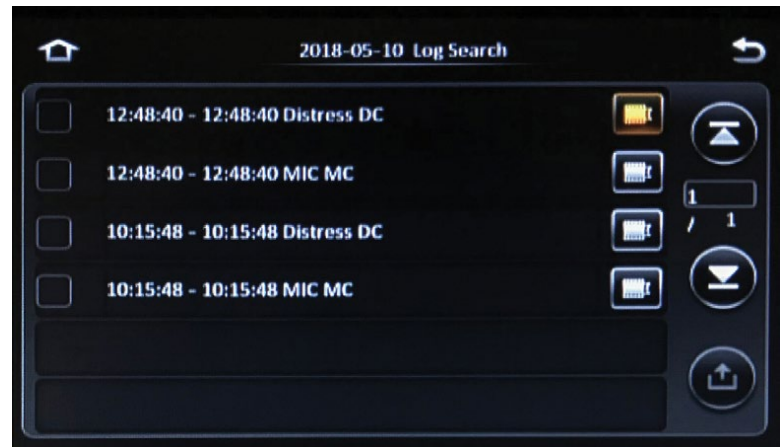 2018-05-10 Log Search
12:48:40 - 12:48:40 Distress DC
12:48:40 - 12:48:40 MIC MC
10:15:48 - 10:15:48 Distress DC
10:15:48 - 10:15:48 MIC MC
1
/ 1